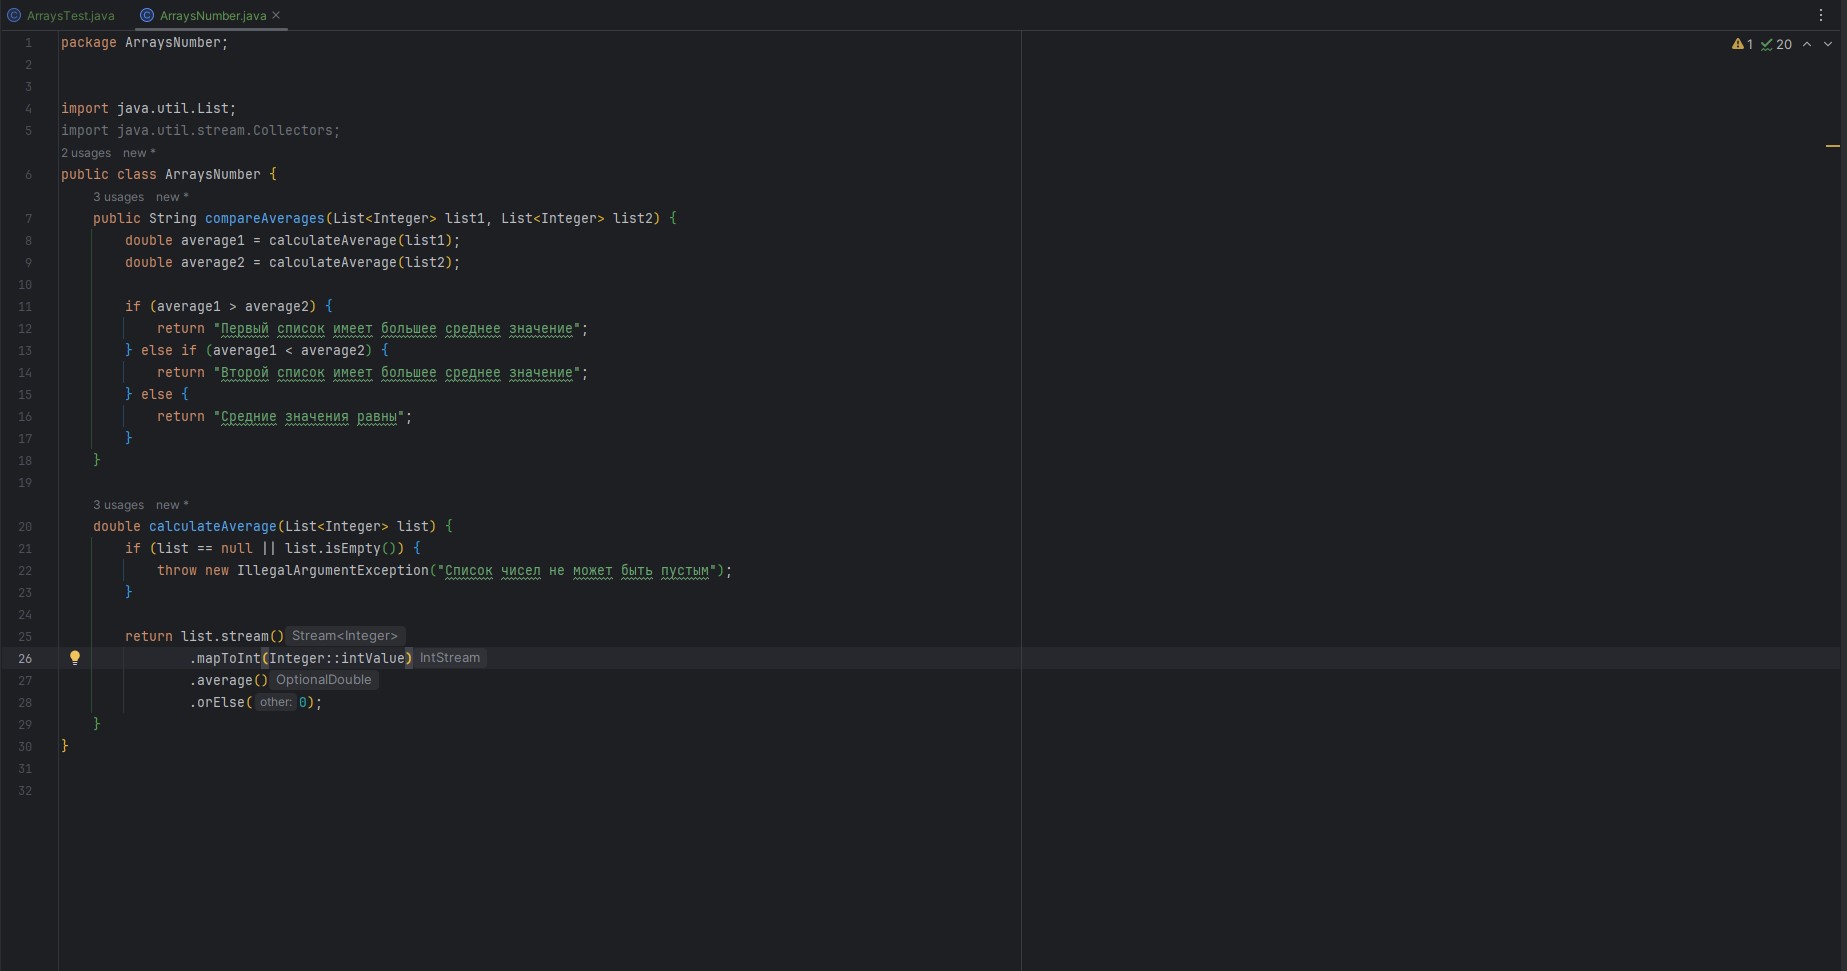 ArraysTest.java ArraysNumber.java
1 package ArraysNumber; 1 20
2
3
4 import java.util.List;
5 import java.util.stream.Collectors;
2 usages new *
6 public class ArraysNumber {
3 usages new *
7 public String compareAverages(List<Integer> list1, List<Integer> list2) {
8 double average1 = calculateAverage(list1);
9 double average2 = calculateAverage(list2);
10
11 if (average1 > average2) {
12 return "Первый список имеет большее среднее значение";
13 } else if (average1 < average2) {
14 return "Второй список имеет большее среднее значение";
15 } else {
16 return "Средние значения равны";
17 }
18 }
19
3 usages new *
20 double calculateAverage(List<Integer> list) {
21 if (list == null || list.isEmpty()) {
22 throw new IllegalArgumentException("Список чисел не может быть пустым");
23 }
24
25 return list.stream() Stream<Integer>
26 .mapToInt(Integer::intValue) IntStream
27 .average() OptionalDouble
28 .orElse( other: 0);
29 }
30 }
31
32